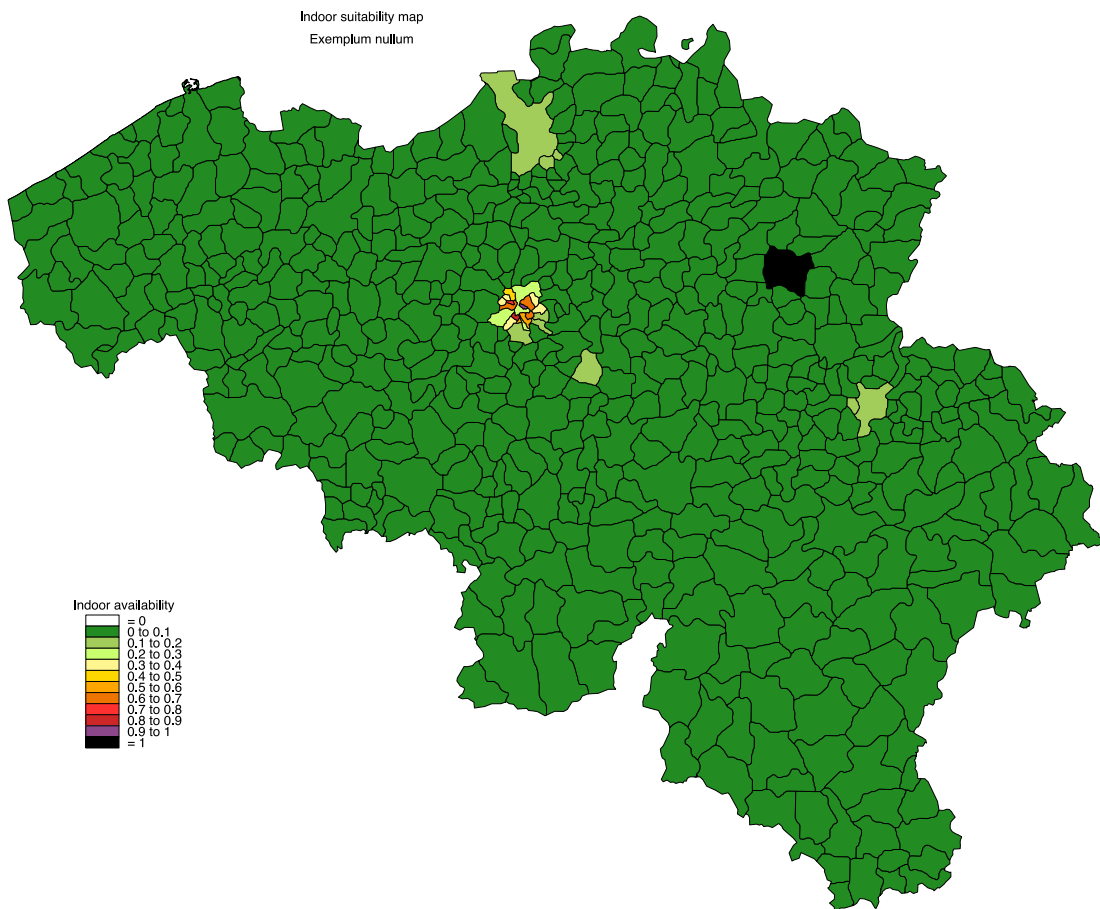 Indoor suitability map
Exemplum nullum
Indoor availability
= 0
0 to 0.1
0.1 to 0.2
0.2 to 0.3
0.3 to 0.4
0.4 to 0.5
0.5 to 0.6
0.6 to 0.7
0.7 to 0.8
0.8 to 0.9
0.9 to 1
= 1